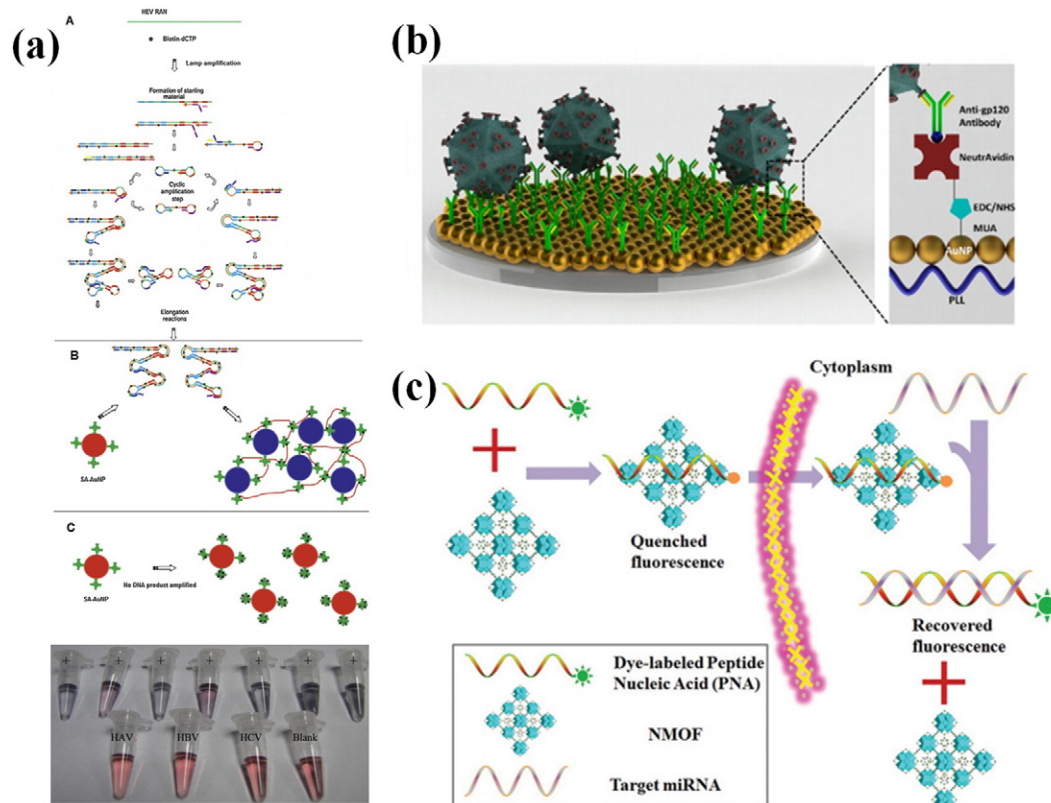 (a)
A
HEV RAN
Biotin-dCTP
Lamp amplification
Formation of starling
material
Cyclic
amplification
step
Elongation
reactions
B
SA-AuNP
C
SA-AuNP
No DNA product amplified
+ + + + + + +
HAV HBV HCV Blank
(b)
Anti-gp120
Antibody
NeutrAvidin
EDC/NHS
MUA
AuNP
PLL
(c)
Cytoplasm
+
Quenched
fluorescence
Recovered
fluorescence
+
Dye-labeled Peptide
Nucleic Acid (PNA)
NMOF
Target miRNA